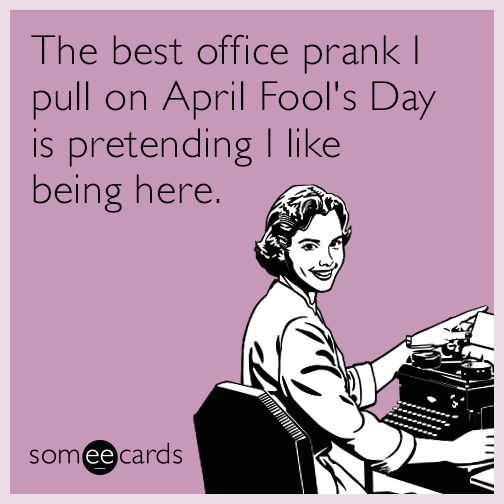 The best office prank I
pull on April Fool's Day
is pretending I like
being here.
someecards